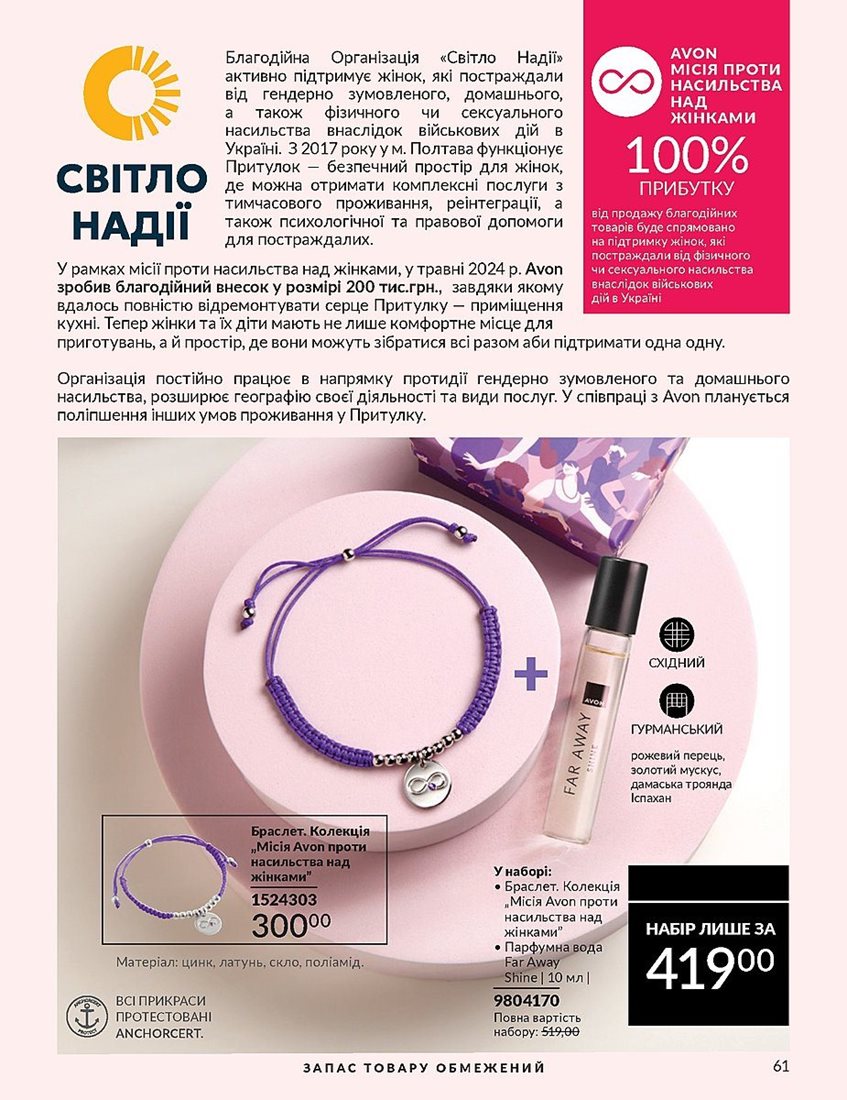 СВІТЛО
НАДІЇ
Благодійна Організація «Світло Надії»
активно підтримує жінок, які постраждали
від гендерно зумовленого, домашнього,
а також фізичного чи сексуального
насильства внаслідок військових дій в
Україні. З 2017 року у м. Полтава функціонує
Притулок — безпечний простір для жінок,
де можна отримати комплексні послуги з
тимчасового проживання, реінтеграції, а
також психологічної та правової допомоги
для постраждалих.
AVON
МІСІЯ ПРОТИ
НАСИЛЬСТВА
НАД
ЖІНКАМИ
100%
ПРИБУТКУ
від продажу благодійних
товарів буде спрямовано
на підтримку жінок, які
постраждали від фізичного
чи сексуального насильства
внаслідок військових
дій в Україні
У рамках місії проти насильства над жінками, у травні 2024 р. Avon
зробив благодійний внесок у розмірі 200 тис.грн., завдяки якому
вдалось повністю відремонтувати серце Притулку — приміщення
кухні. Тепер жінки та їх діти мають не лише комфортне місце для
приготувань, а й простір, де вони можуть зібратися всі разом аби підтримати одна одну.
Організація постійно працює в напрямку протидії гендерно зумовленого та домашнього
насильства, розширює географію своєї діяльності та види послуг. У співпраці з Avon планується
поліпшення інших умов проживання у Притулку.
+
AVON
FAR AWAY
SHINE
СХІДНИЙ
ГУРМАНСЬКИЙ
рожевий перець,
золотий мускус,
дамаська троянда
Іспахан
Браслет. Колекція
„Місія Avon проти
насильства над
жінками”
1524303
300⁰⁰
Матеріал: цинк, латунь, скло, поліамід.
ANCHORCERT
PROTECT
ВСІ ПРИКРАСИ
ПРОТЕСТОВАНІ
ANCHORCERT.
У наборі:
• Браслет. Колекція
„Місія Avon проти
насильства над
жінками”
• Парфумна вода
Far Away
Shine | 10 мл |
9804170
Повна вартість
набору: 519,00
НАБІР ЛИШЕ ЗА
419⁰⁰
ЗАПАС ТОВАРУ ОБМЕЖЕНИЙ
61